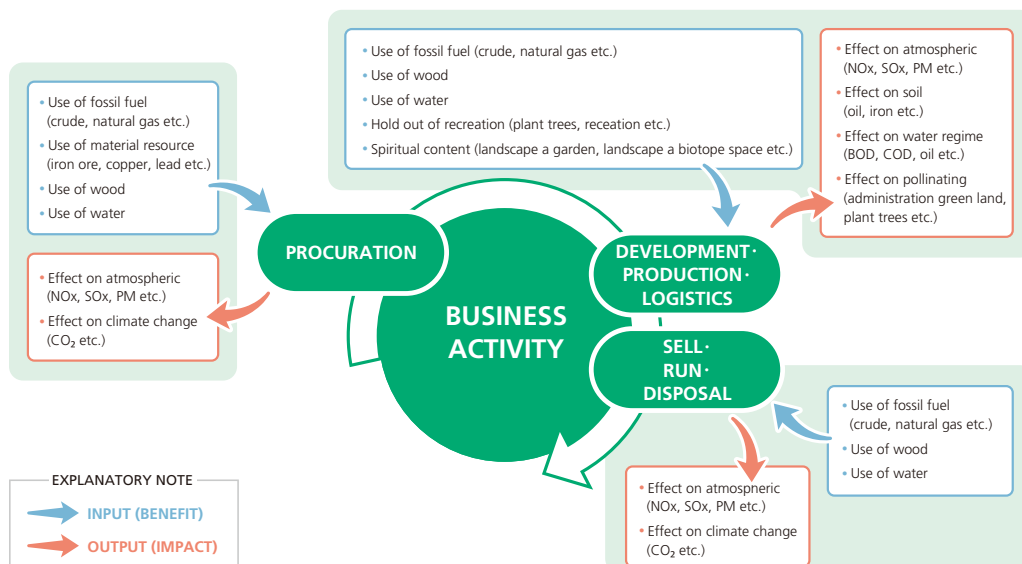 • Use of fossil fuel
(crude, natural gas etc.)
• Use of material resource
(iron ore, copper, lead etc.)
• Use of wood
• Use of water
• Effect on atmospheric
(NOx, SOx, PM etc.)
• Effect on climate change
(CO₂ etc.)
PROCURATION
• Use of fossil fuel (crude, natural gas etc.)
• Use of wood
• Use of water
• Hold out of recreation (plant trees, receation etc.)
• Spiritual content (landscape a garden, landscape a biotope space etc.)
• Effect on atmospheric
(NOx, SOx, PM etc.)
• Effect on soil
(oil, iron etc.)
• Effect on water regime
(BOD, COD, oil etc.)
• Effect on pollinating
(administration green land,
plant trees etc.)
DEVELOPMENT·
PRODUCTION·
LOGISTICS
BUSINESS
ACTIVITY
SELL·
RUN·
DISPOSAL
• Use of fossil fuel
(crude, natural gas etc.)
• Use of wood
• Use of water
• Effect on atmospheric
(NOx, SOx, PM etc.)
• Effect on climate change
(CO₂ etc.)
EXPLANATORY NOTE
INPUT (BENEFIT)
OUTPUT (IMPACT)